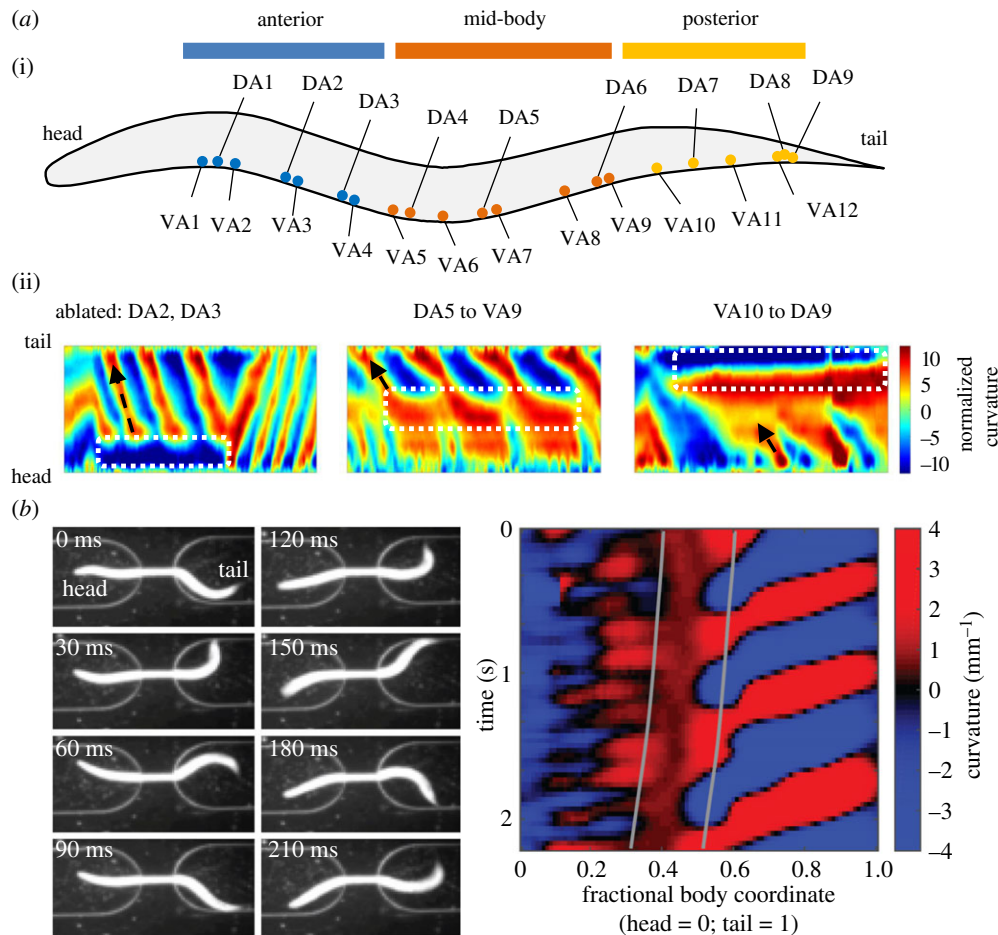 (a)
anterior mid-body posterior
(i)
DA1 DA2 DA3 DA4 DA5 DA6 DA7 DA8 DA9
head tail
VA1 VA2 VA3 VA4 VA5 VA6 VA7 VA8 VA9 VA10 VA11 VA12
(ii)
ablated: DA2, DA3 DA5 to VA9 VA10 to DA9
tail
head
10
5
0
–5
–10
normalized
curvature
(b)
0 ms
head
tail
30 ms
60 ms
90 ms
120 ms
150 ms
180 ms
210 ms
time (s)
0
1
2
0 0.2 0.4 0.6 0.8 1.0
fractional body coordinate
(head = 0; tail = 1)
4
3
2
1
0
–1
–2
–3
–4
curvature (mm⁻¹)